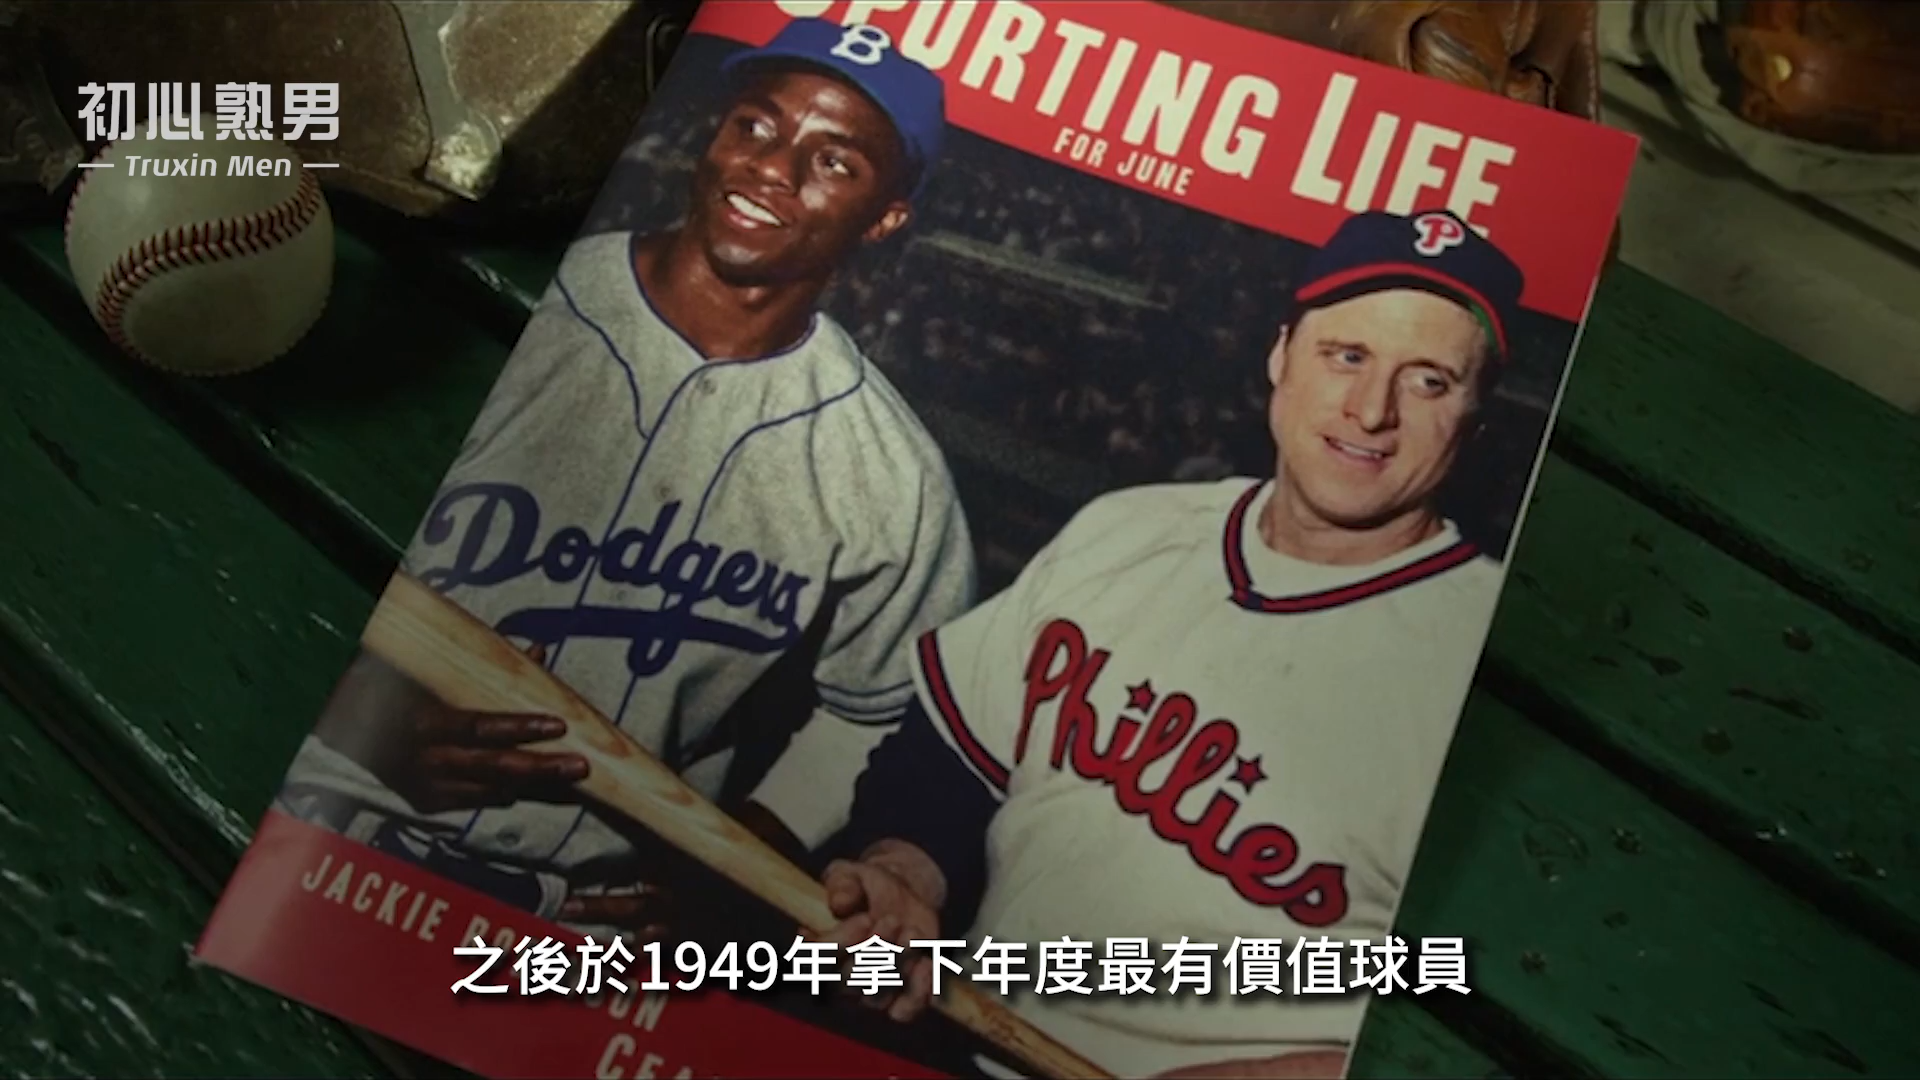 初心熟男
Truxin Men
SPORTING LIFE
FOR JUNE
B
P
Dodgers
Phillies
JACKIE
之後於1949年拿下年度最有價值球員